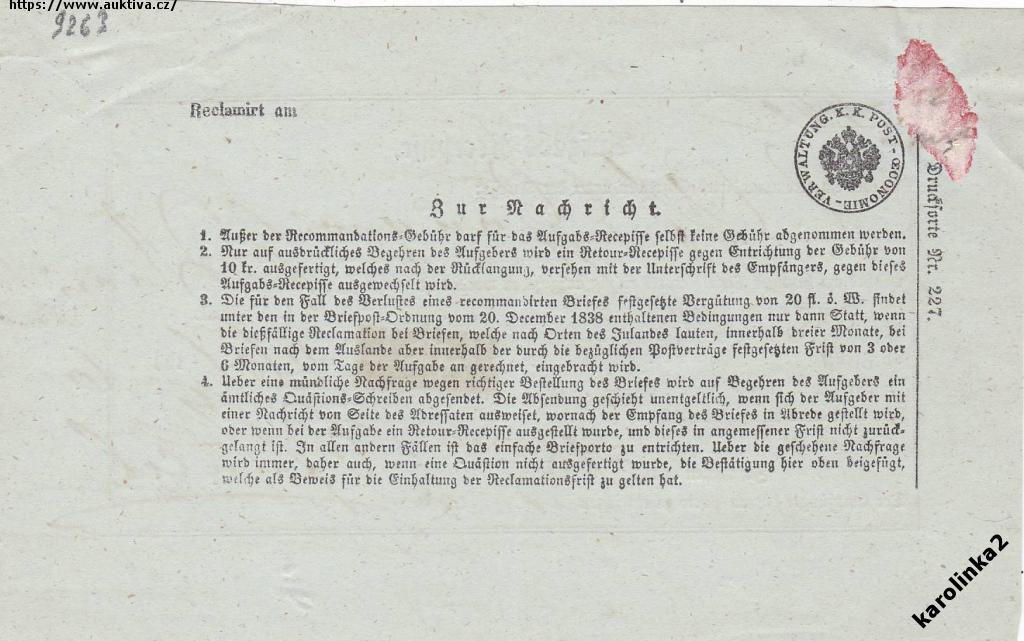 https://www.auktiva.cz/
9263
Reclamirt am
VERWALTUNG. K. K. POST-ŒCONOMIE-
Drucksorte Nr. 227.
Zur Nachricht.
1. Außer der Recommandations-Gebühr darf für das Aufgabs-Recepisse selbst keine Gebühr abgenommen werden.
2. Nur auf ausdrückliches Begehren des Aufgebers wird ein Retour-Recepisse gegen Entrichtung der Gebühr von
10 kr. ausgefertigt, welches nach der Rücklangung, versehen mit der Unterschrift des Empfängers, gegen dieses
Aufgabs-Recepisse ausgewechselt wird.
3. Die für den Fall des Verlustes eines recommandirten Briefes festgesetzte Vergütung von 20 fl. ö. W. findet
unter den in der Briefpost-Ordnung vom 20. December 1838 enthaltenen Bedingungen nur dann Statt, wenn
die dießfällige Reclamation bei Briefen, welche nach Orten des Inlandes lauten, innerhalb dreier Monate, bei
Briefen nach dem Auslande aber innerhalb der durch die bezüglichen Postverträge festgesetzten Frist von 3 oder
6 Monaten, vom Tage der Aufgabe an gerechnet, eingebracht wird.
4. Ueber eine mündliche Nachfrage wegen richtiger Bestellung des Briefes wird auf Begehren des Aufgebers ein
ämtliches Quästions-Schreiben abgesendet. Die Absendung geschieht unentgeltlich, wenn sich der Aufgeber mit
einer Nachricht von Seite des Adressaten ausweiset, wornach der Empfang des Briefes in Abrede gestellt wird,
oder wenn bei der Aufgabe ein Retour-Recepisse ausgestellt wurde, und dieses in angemessener Frist nicht zurück-
gelangt ist. In allen andern Fällen ist das einfache Briefporto zu entrichten. Ueber die geschehene Nachfrage
wird immer, daher auch, wenn eine Quästion nicht ausgefertigt wurde, die Bestätigung hier oben beigefügt,
welche als Beweis für die Einhaltung der Reclamationsfrist zu gelten hat.
karolinka2